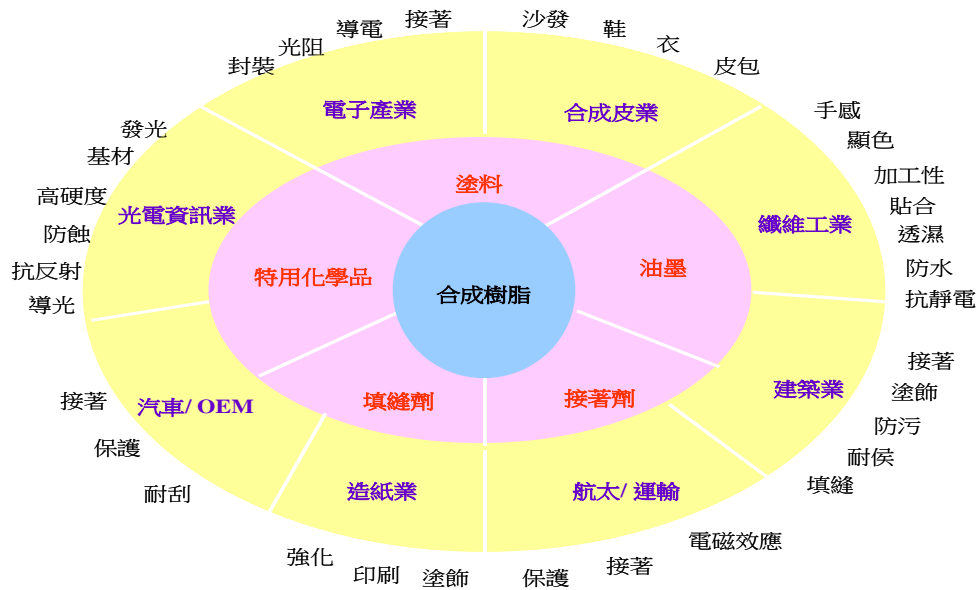 接著
沙發
鞋
衣
皮包
導電
光阻
封裝
電子產業
合成皮業
手感
顯色
加工性
貼合
透濕
防水
抗靜電
發光
基材
高硬度
防蝕
抗反射
導光
光電資訊業
纖維工業
塗料
特用化學品
油墨
合成樹脂
填縫劑
接著劑
汽車/ OEM
建築業
接著
保護
耐刮
接著
塗飾
防污
耐侯
填縫
造紙業
航太/ 運輸
強化
印刷
塗飾
保護
接著
電磁效應